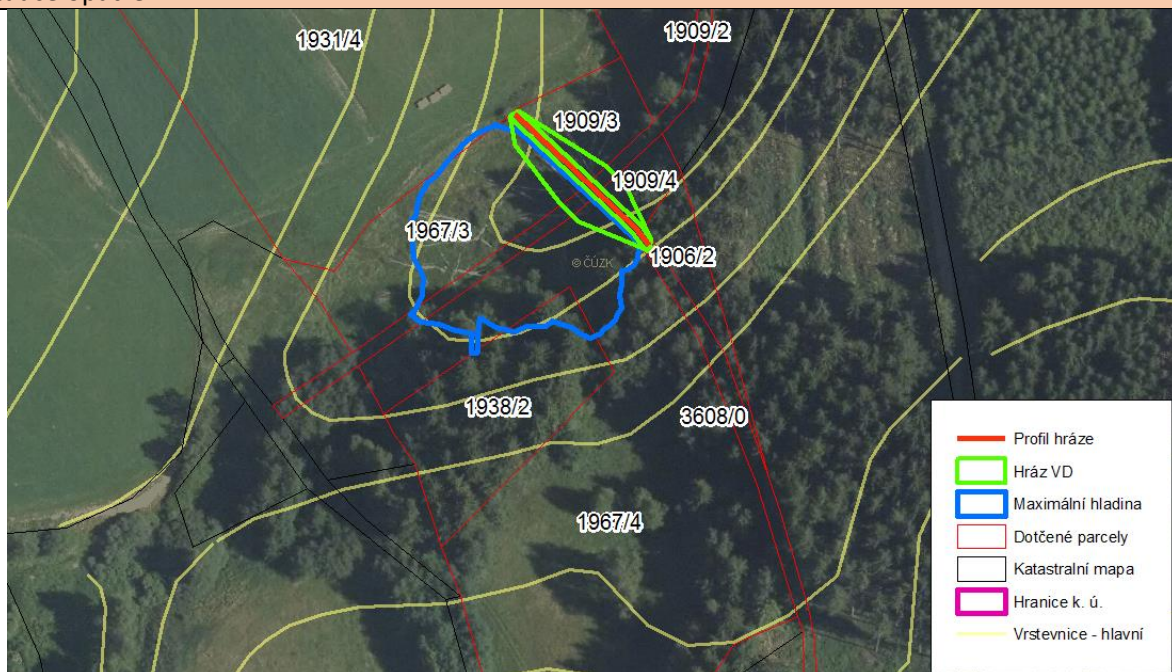 1931/4
1909/2
1909/3
1909/4
1967/3
1906/2
© ČÚZK
1938/2
3608/0
1967/4
Profil hráze
Hráz VD
Maximální hladina
Dotčené parcely
Katastralní mapa
Hranice k. ú.
Vrstevnice - hlavní